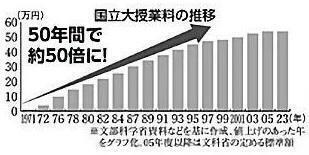 国立大授業料の推移
(万円)
50年間で
約50倍に!
60
50
40
30
20
10
0
1971 72 76 78 80 82 84 87 89 91 93 95 97 99 2001 03 05 23(年)
※文部科学省資料などを基に作成、値上げのあった年
をグラフ化。05年度以降は文科省の定める標準額